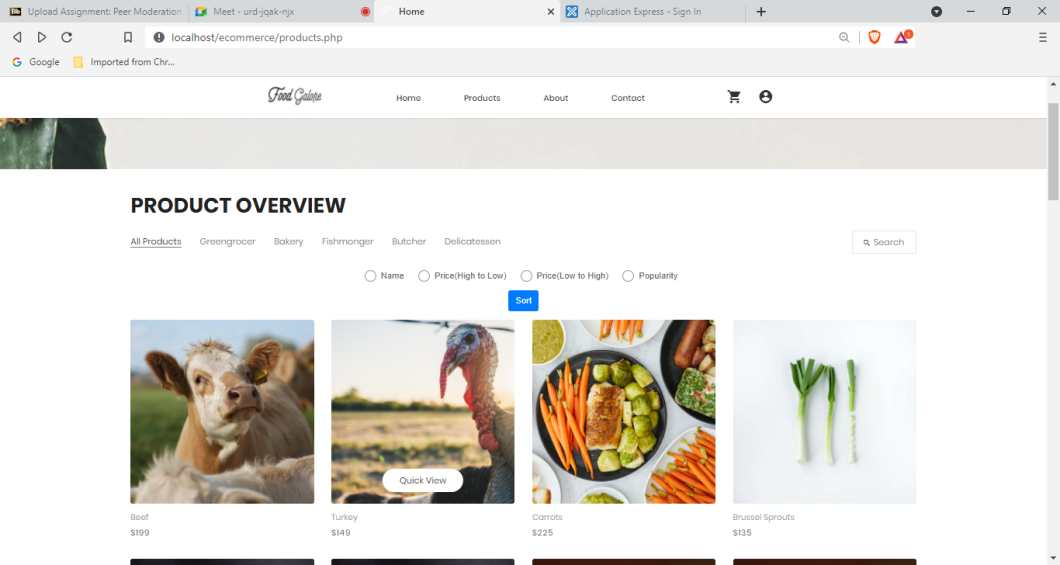 Bb Upload Assignment: Peer Moderation
Meet - urd-jqak-njx
Home
Application Express - Sign In
localhost/ecommerce/products.php
1
Google
Imported from Chr...
Food Galore
Home
Products
About
Contact
PRODUCT OVERVIEW
All Products
Greengrocer
Bakery
Fishmonger
Butcher
Delicatessen
Search
Name
Price(High to Low)
Price(Low to High)
Popularity
Sort
Quick View
Beef
Turkey
Carrots
Brussel Sprouts
$199
$149
$225
$135